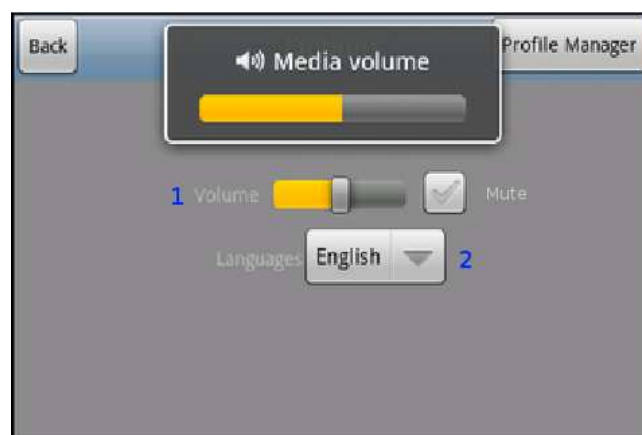 Back
Media volume
Profile Manager
1 Volume
Mute
Languages English 2